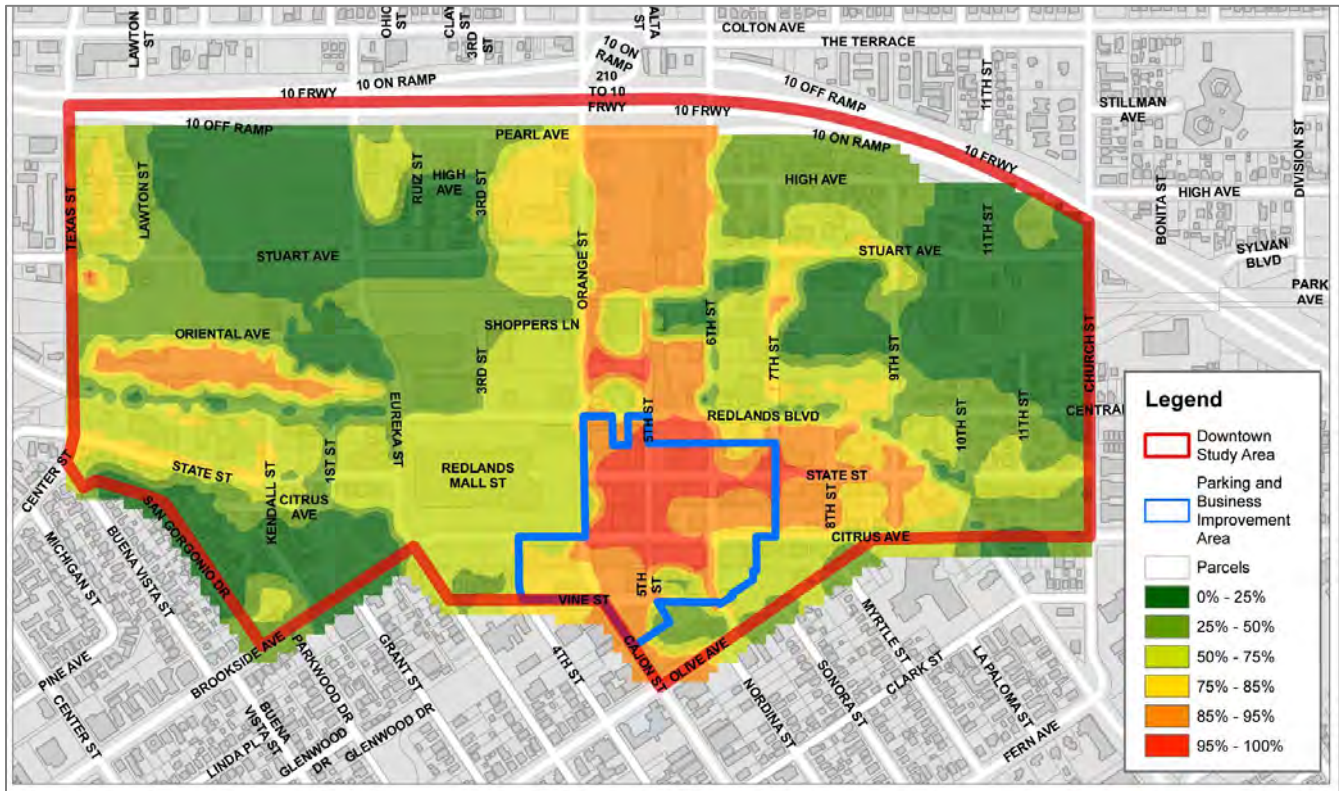 LAWTON
ST
OHIO
ST
CLAY
ST
3RD
ST
ALTA
ST
COLTON AVE
THE TERRACE
10 ON
RAMP
210
TO 10
FRWY
10 ON RAMP
10 FRWY
10 FRWY
10 OFF RAMP
11TH ST
10 FRWY
STILLMAN
AVE
DIVISION ST
10 OFF RAMP
PEARL AVE
10 ON RAMP
HIGH AVE
BONITA ST
TEXAS ST
LAWTON ST
RUIZ ST
HIGH
AVE
3RD ST
HIGH AVE
11TH ST
SYLVAN
BLVD
STUART AVE
ORANGE ST
STUART AVE
PARK
AVE
ORIENTAL AVE
SHOPPERS LN
3RD ST
6TH ST
7TH ST
9TH ST
CHURCH ST
EUREKA ST
5TH ST
REDLANDS BLVD
10TH ST
11TH ST
CENTRAL
CENTER ST
STATE ST
KENDALL ST
1ST ST
CITRUS
AVE
REDLANDS
MALL ST
STATE ST
8TH ST
CITRUS AVE
SAN GORGONIO DR
MICHIGAN ST
BUENA VISTA ST
5TH
ST
VINE ST
CAJON ST
OLIVE AVE
PINE AVE
CENTER ST
BROOKSIDE AVE
BUENA
VISTA ST
PARKWOOD DR
GRANT ST
4TH ST
NORDINA ST
SONORA ST
MYRTLE ST
CLARK ST
LA PALOMA ST
FERN AVE
LINDA PL
GLENWOOD
DR
GLENWOOD DR
Legend
Downtown
Study Area
Parking and
Business
Improvement
Area
Parcels
0% - 25%
25% - 50%
50% - 75%
75% - 85%
85% - 95%
95% - 100%